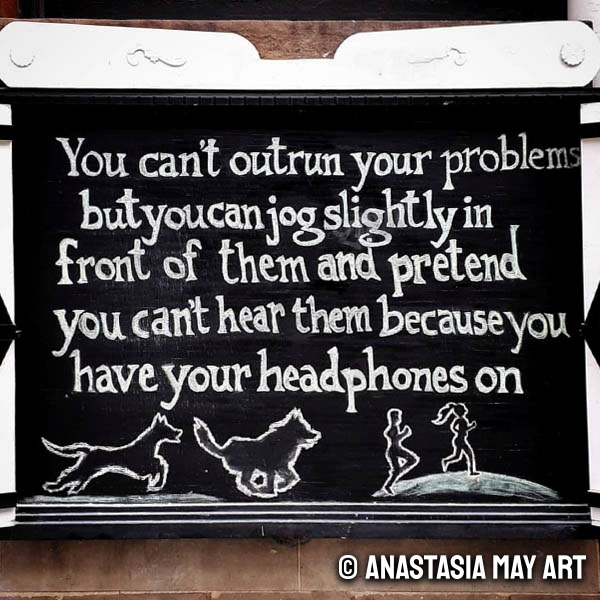 You can't outrun your problems
but you can jog slightly in
front of them and pretend
you can't hear them because you
have your headphones on
© ANASTASIA MAY ART